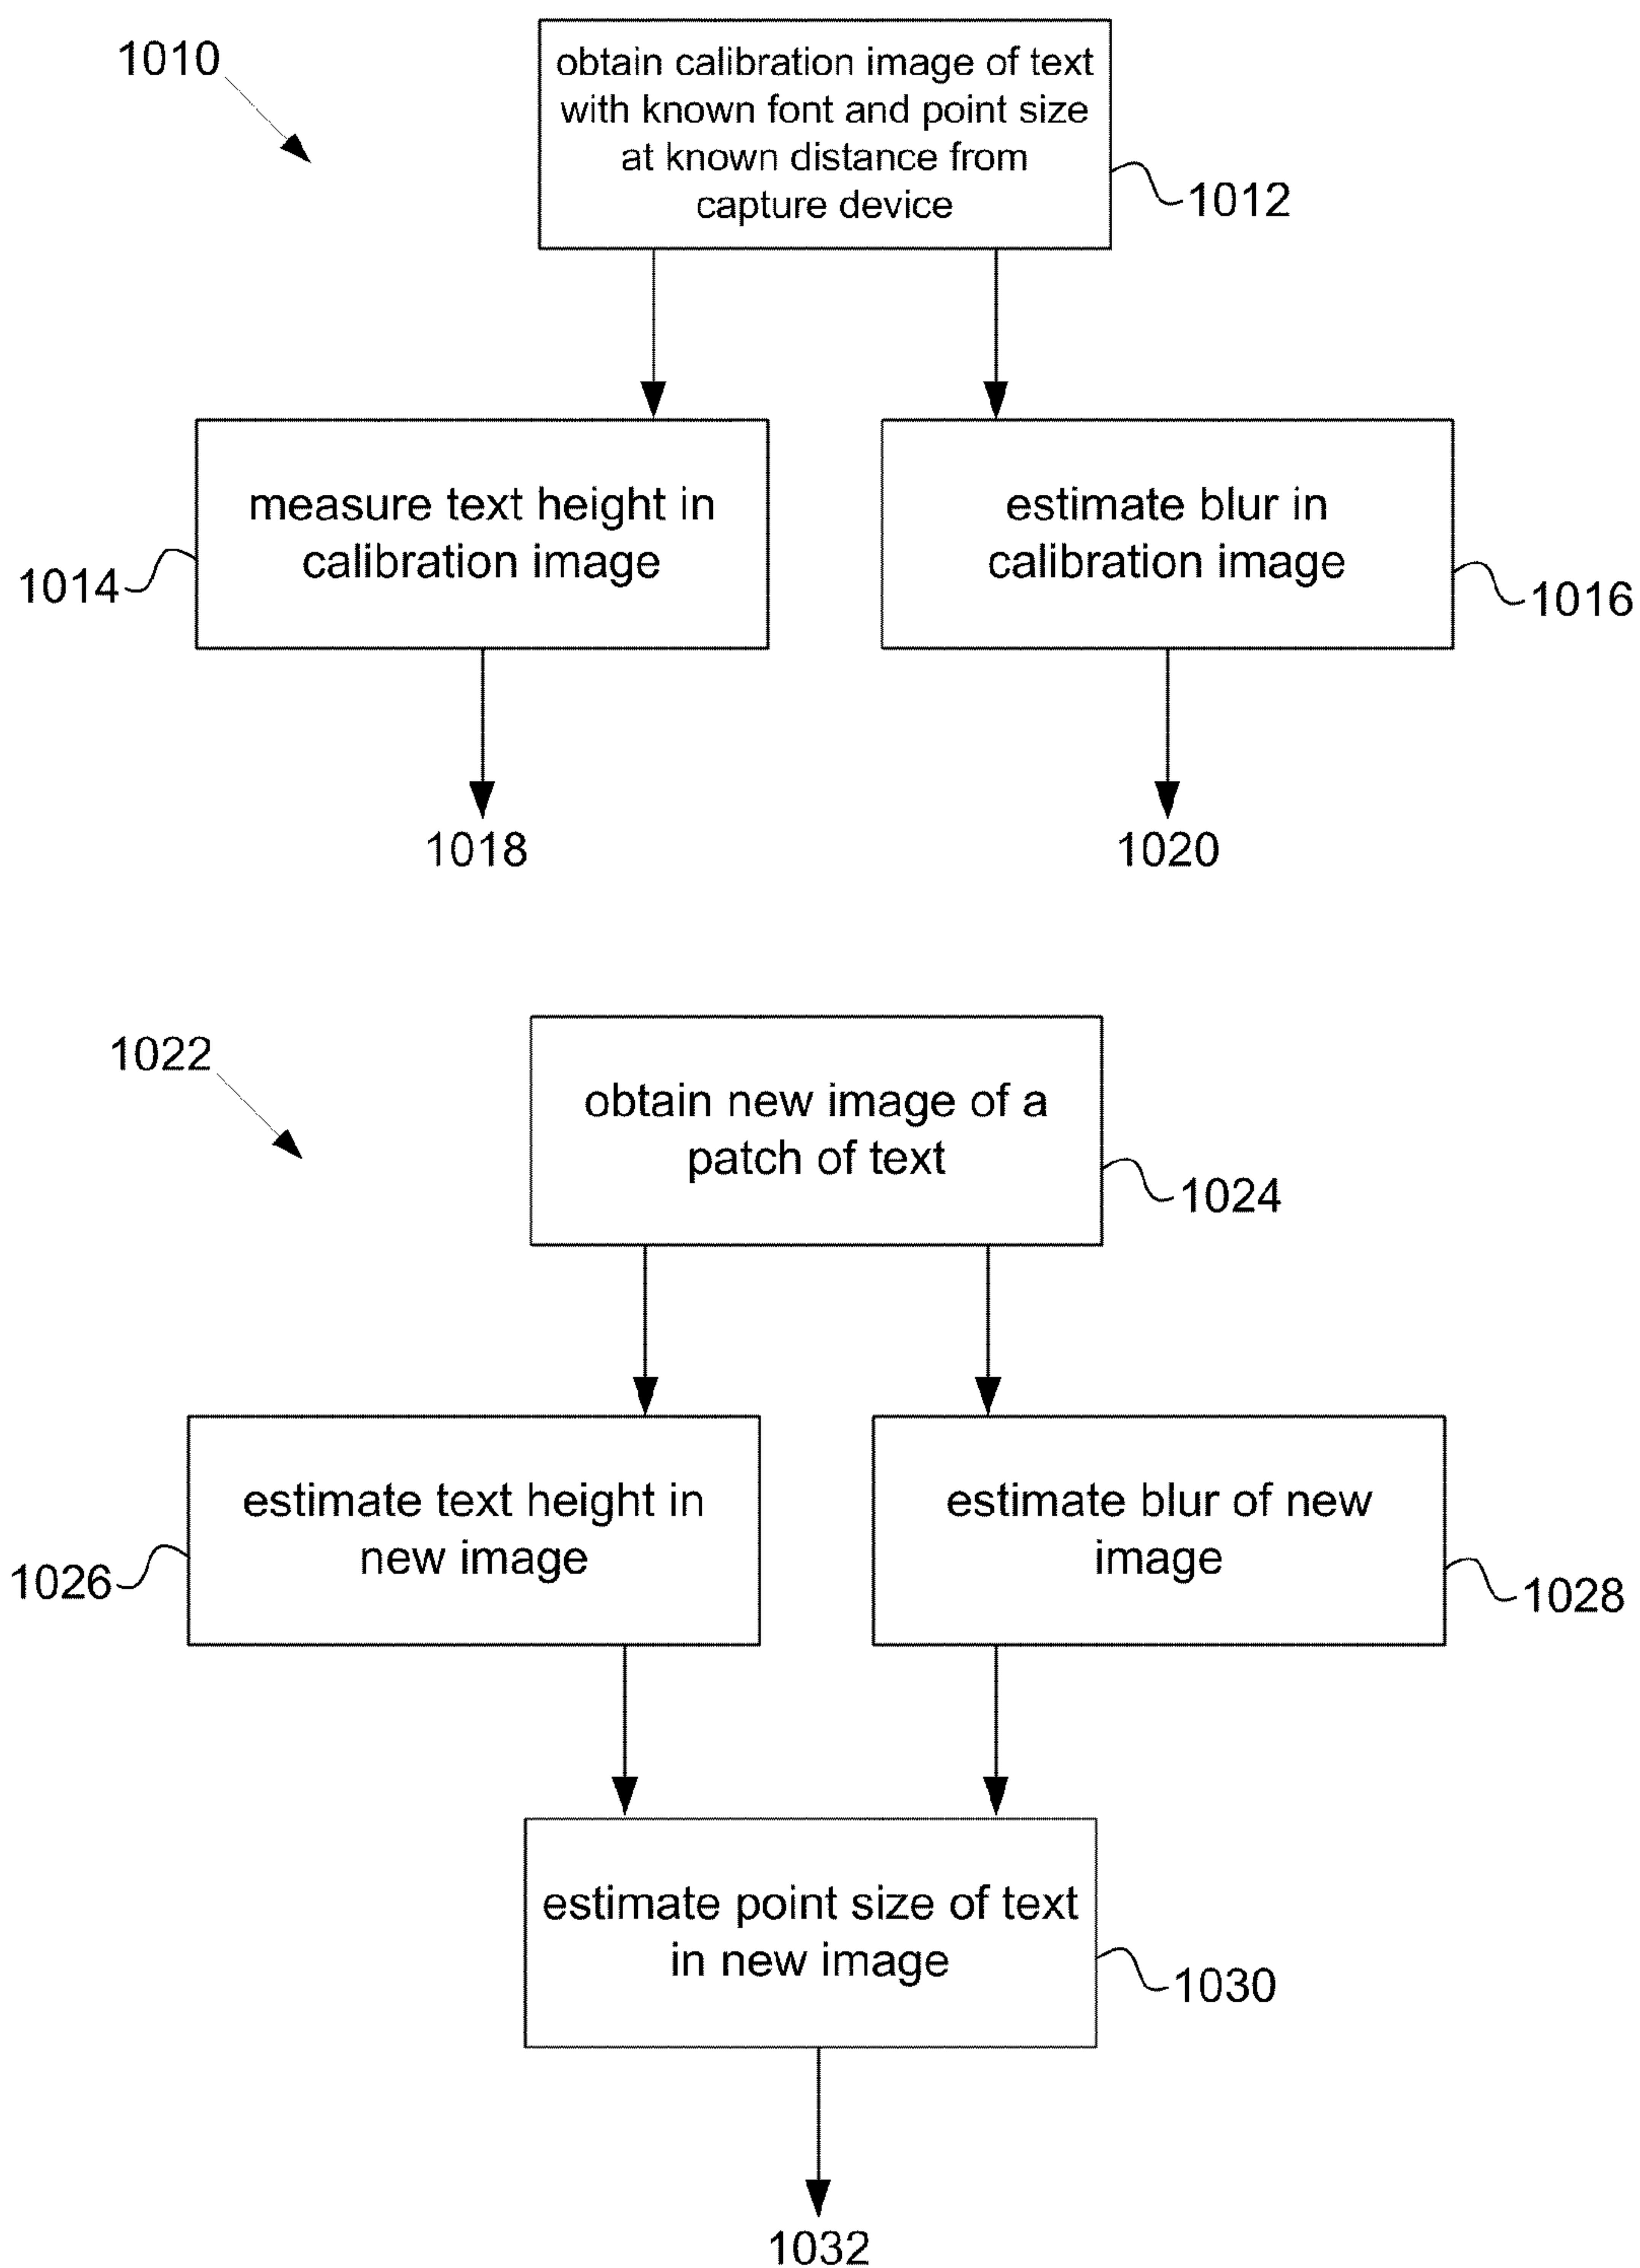 1010
obtain calibration image of text
with known font and point size
at known distance from
capture device
1012
measure text height in
calibration image
1014
estimate blur in
calibration image
1016
1018
1020
1022
obtain new image of a
patch of text
1024
estimate text height in
new image
1026
estimate blur of new
image
1028
estimate point size of text
in new image
1030
1032